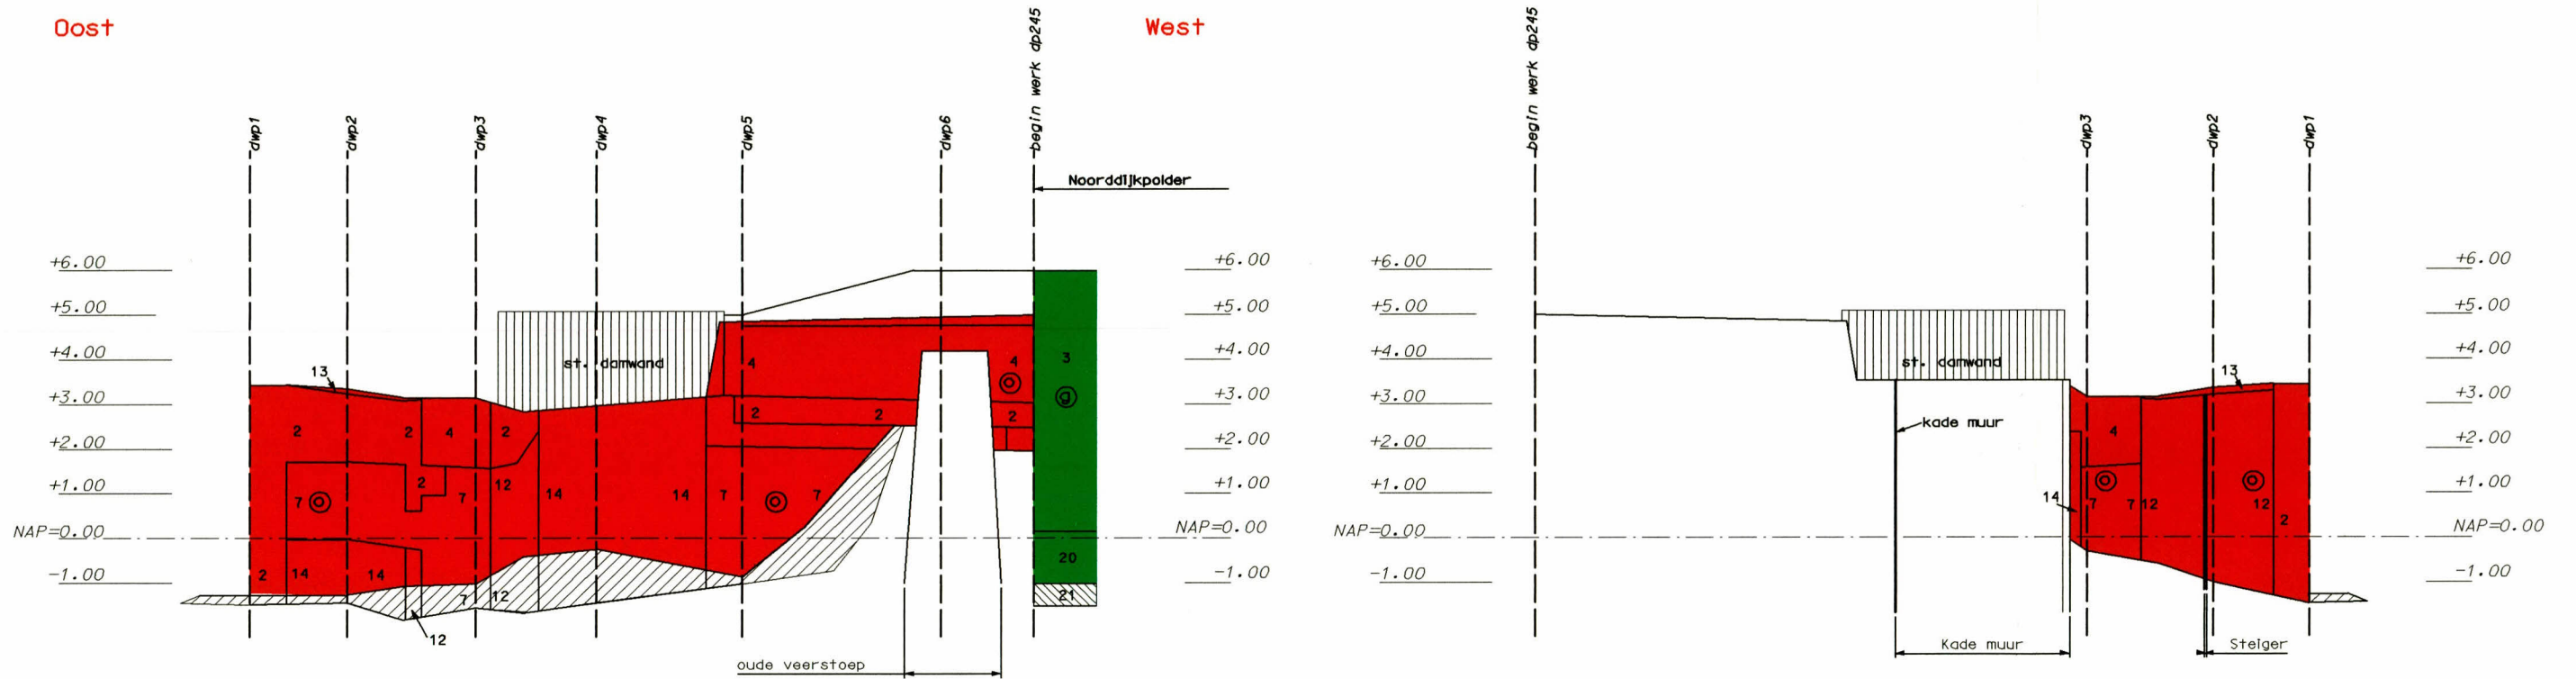 Oost
West
dwp1
dwp2
dwp3
dwp4
dwp5
dwp6
begin werk dp245
begin werk dp245
dwp3
dwp2
dwp1
Noorddijkpolder
+6.00
+5.00
+4.00
+3.00
+2.00
+1.00
NAP=0.00
-1.00
13
2
2
4
2
7
2
7
12
14
14
7
7
2
14
14
7
12
12
st. damwand
4
2
2
4
2
3
g
20
21
oude veerstoep
+6.00
+5.00
+4.00
+3.00
+2.00
+1.00
NAP=0.00
-1.00
+6.00
+5.00
+4.00
+3.00
+2.00
+1.00
NAP=0.00
-1.00
st. damwand
kade muur
13
4
14
7
7
12
12
2
Kade muur
Steiger
+6.00
+5.00
+4.00
+3.00
+2.00
+1.00
NAP=0.00
-1.00